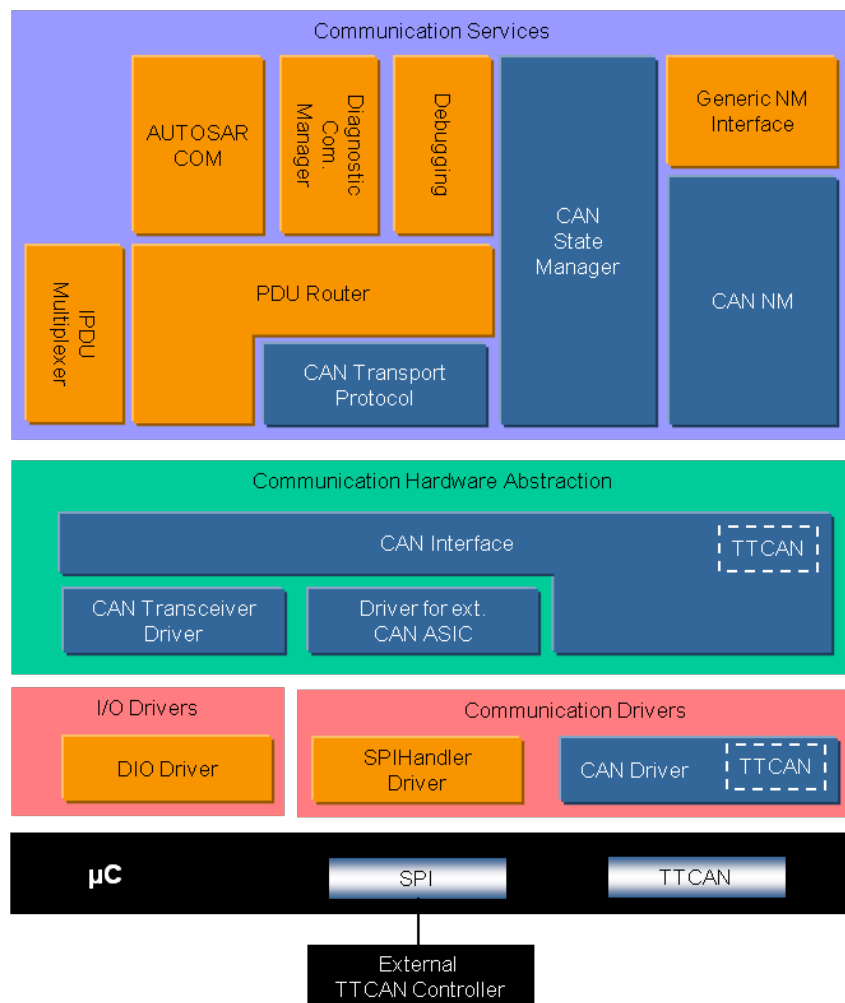 Communication Services
AUTOSAR
COM
Diagnostic
Com.
Manager
Debugging
CAN
State
Manager
Generic NM
Interface
IPDU
Multiplexer
PDU Router
CAN Transport
Protocol
CAN NM
Communication Hardware Abstraction
CAN Interface
TTCAN
CAN Transceiver
Driver
Driver for ext.
CAN ASIC
I/O Drivers
Communication Drivers
DIO Driver
SPIHandler
Driver
CAN Driver
TTCAN
µC
SPI
TTCAN
External
TTCAN Controller